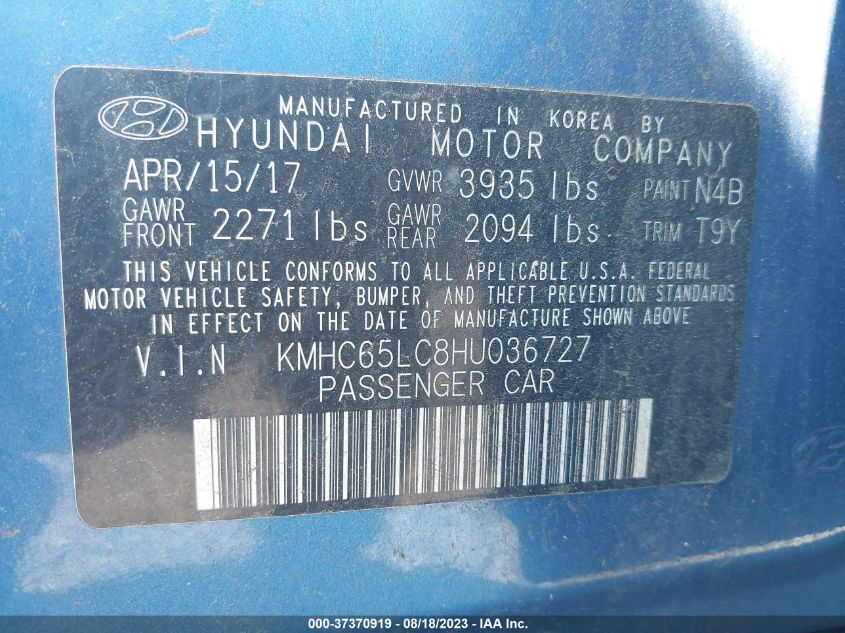 MANUFACTURED IN KOREA BY
HYUNDAI MOTOR COMPANY
APR/15/17 GVWR 3935 lbs PAINT N4B
GAWR FRONT 2271 lbs GAWR REAR 2094 lbs TRIM T9Y
THIS VEHICLE CONFORMS TO ALL APPLICABLE U.S.A. FEDERAL
MOTOR VEHICLE SAFETY, BUMPER, AND THEFT PREVENTION STANDARDS
IN EFFECT ON THE DATE OF MANUFACTURE SHOWN ABOVE
V.I.N KMHC65LC8HU036727
PASSENGER CAR
000-37370919 - 08/18/2023 - IAA Inc.